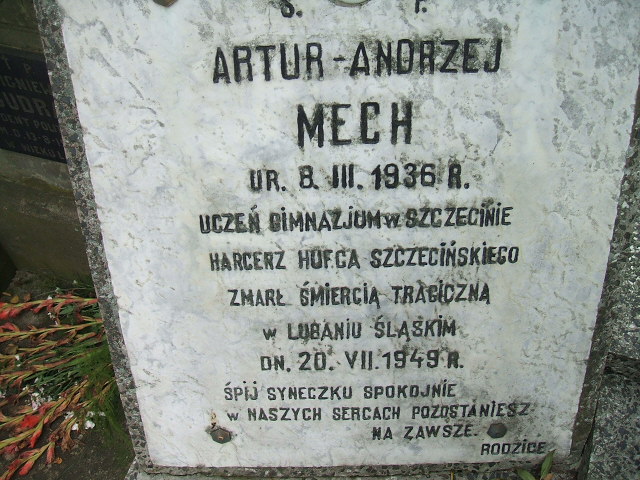 Ś. P.
ARTUR-ANDRZEJ
MECH
UR. 8. III. 1936 R.
UCZEŃ GIMNAZJUM W SZCZECINIE
HARCERZ HUFCA SZCZECIŃSKIEGO
ZMARŁ ŚMIERCIĄ TRAGICZNĄ
W LUBANIU ŚLĄSKIM
DN. 20. VII. 1949 R.
ŚPIJ SYNECZKU SPOKOJNIE
W NASZYCH SERCACH POZOSTANIESZ
NA ZAWSZE.
RODZICE